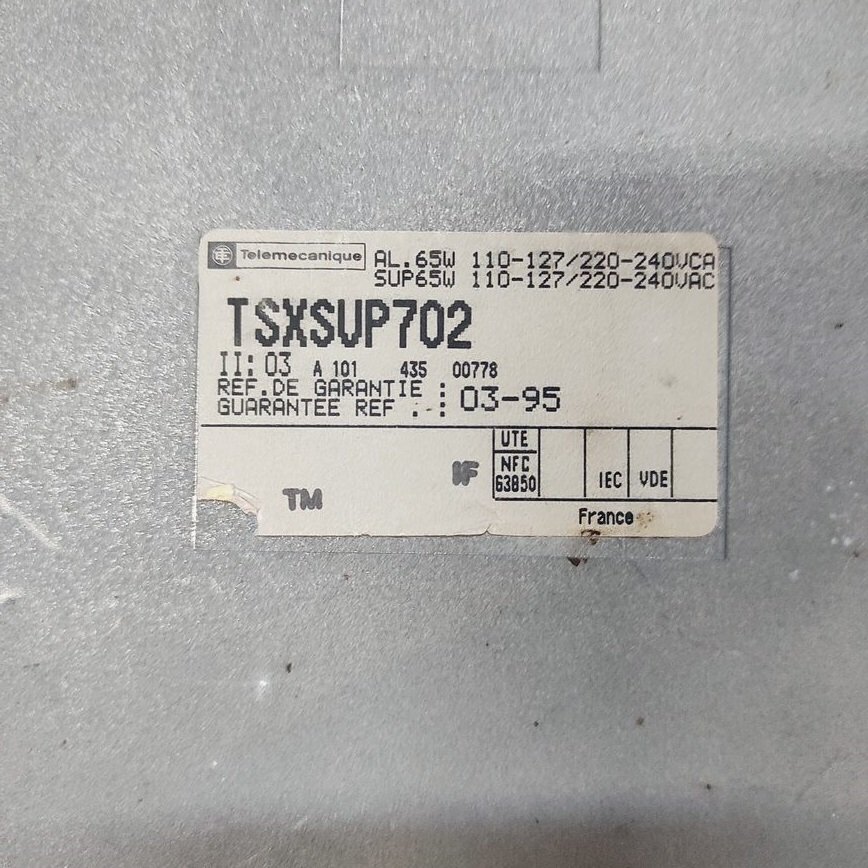 Telemecanique AL.65W 110-127/220-240VCA
SUP65W 110-127/220-240VAC
TSXSUP702
II: 03 A 101 435 00778
REF.DE GARANTIE :
GUARANTEE REF . : 03-95
UTE
NFC
63850 IEC VDE
TM IF
France